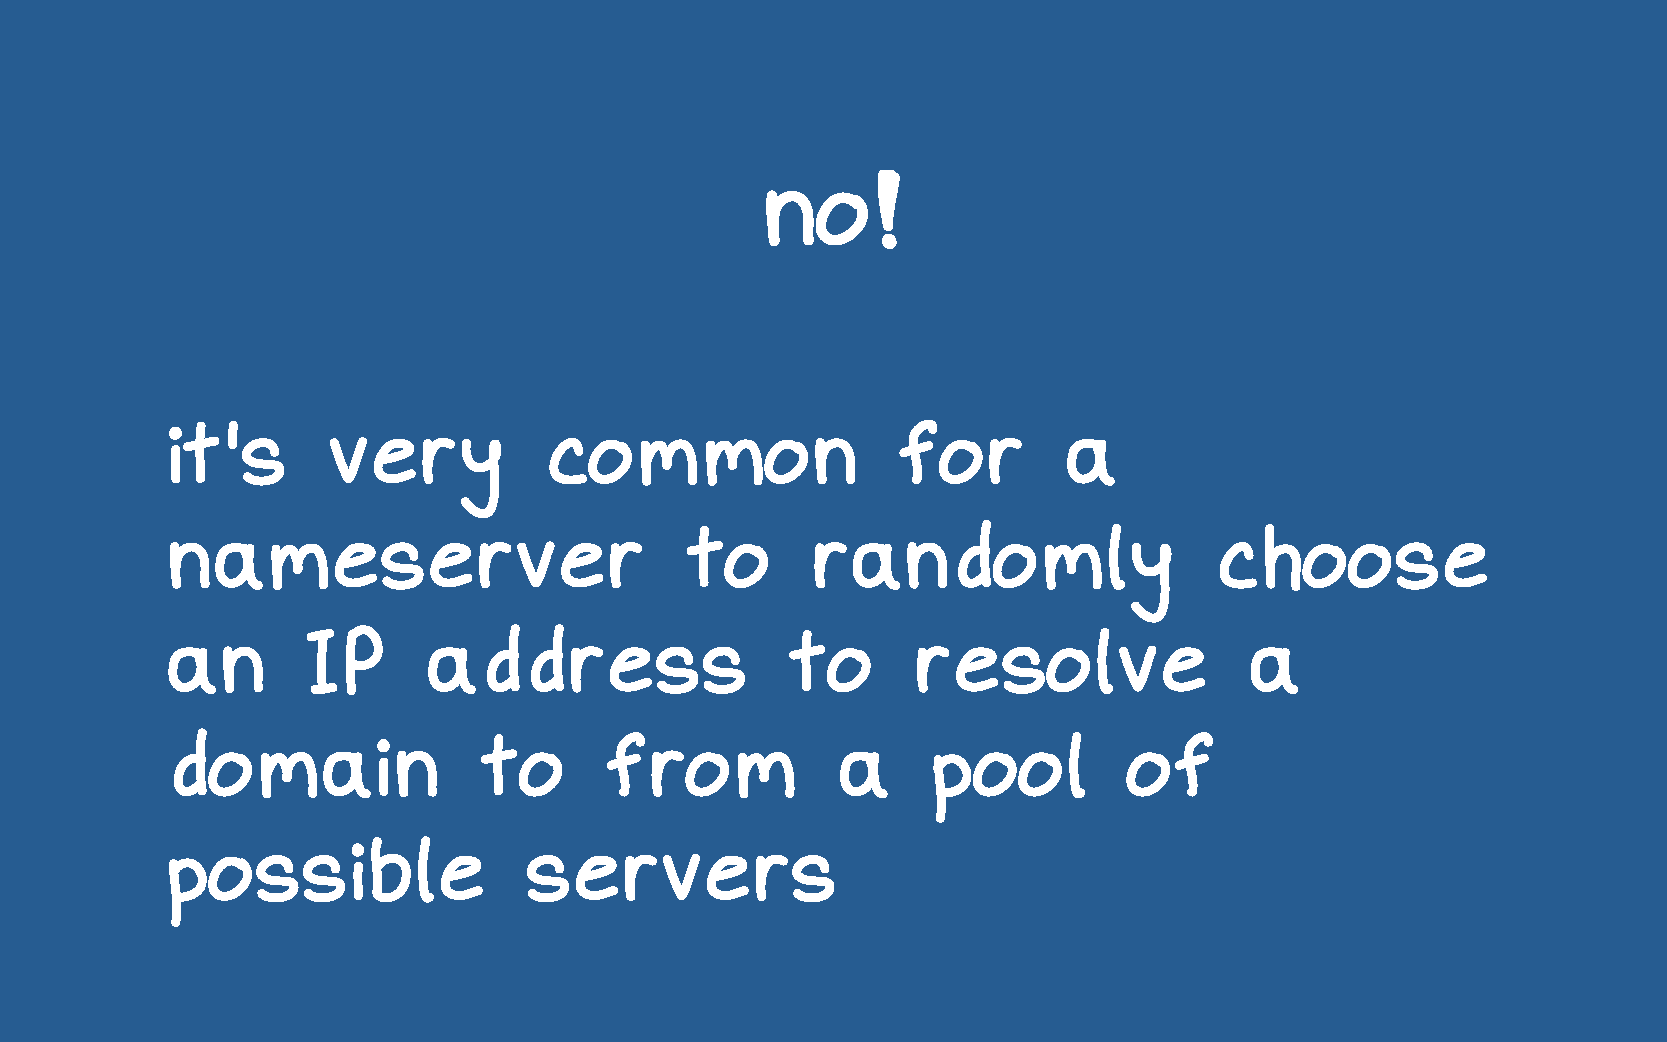 no!
it's very common for a
nameserver to randomly choose
an IP address to resolve a
domain to from a pool of
possible servers